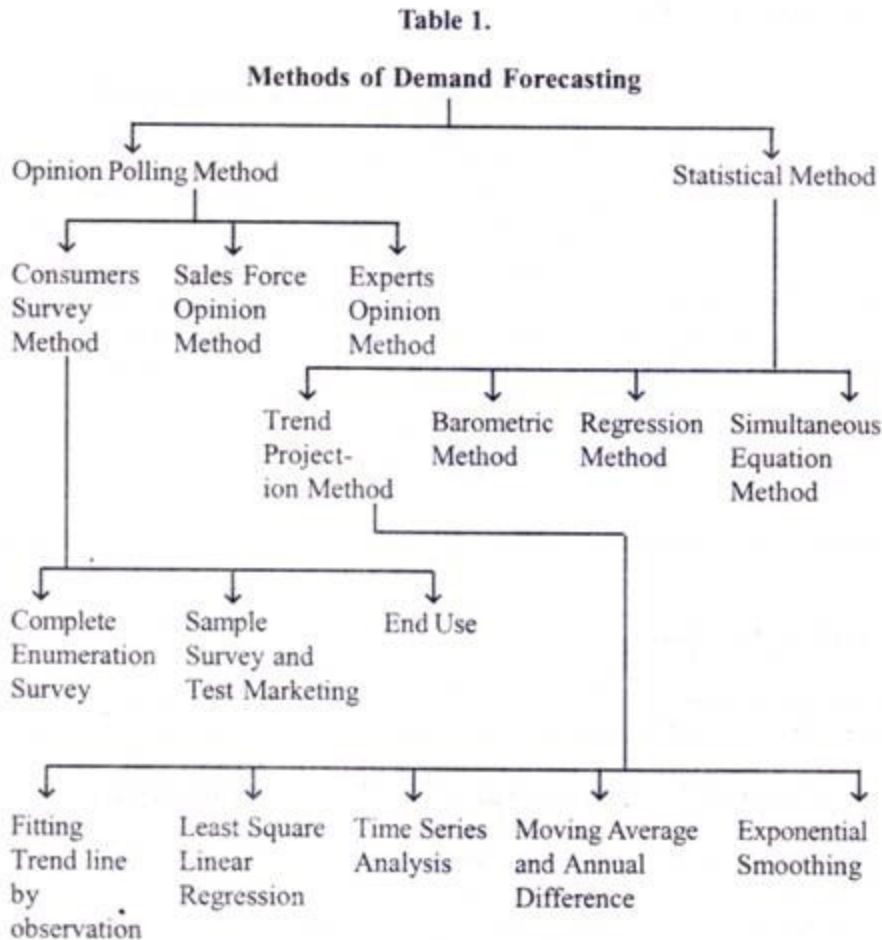 Table 1.
Methods of Demand Forecasting
Opinion Polling Method
Statistical Method
Consumers
Survey
Method
Sales Force
Opinion
Method
Experts
Opinion
Method
Trend
Project-
ion Method
Barometric
Method
Regression
Method
Simultaneous
Equation
Method
Complete
Enumeration
Survey
Sample
Survey and
Test Marketing
End Use
Fitting
Trend line
by
observation
Least Square
Linear
Regression
Time Series
Analysis
Moving Average
and Annual
Difference
Exponential
Smoothing